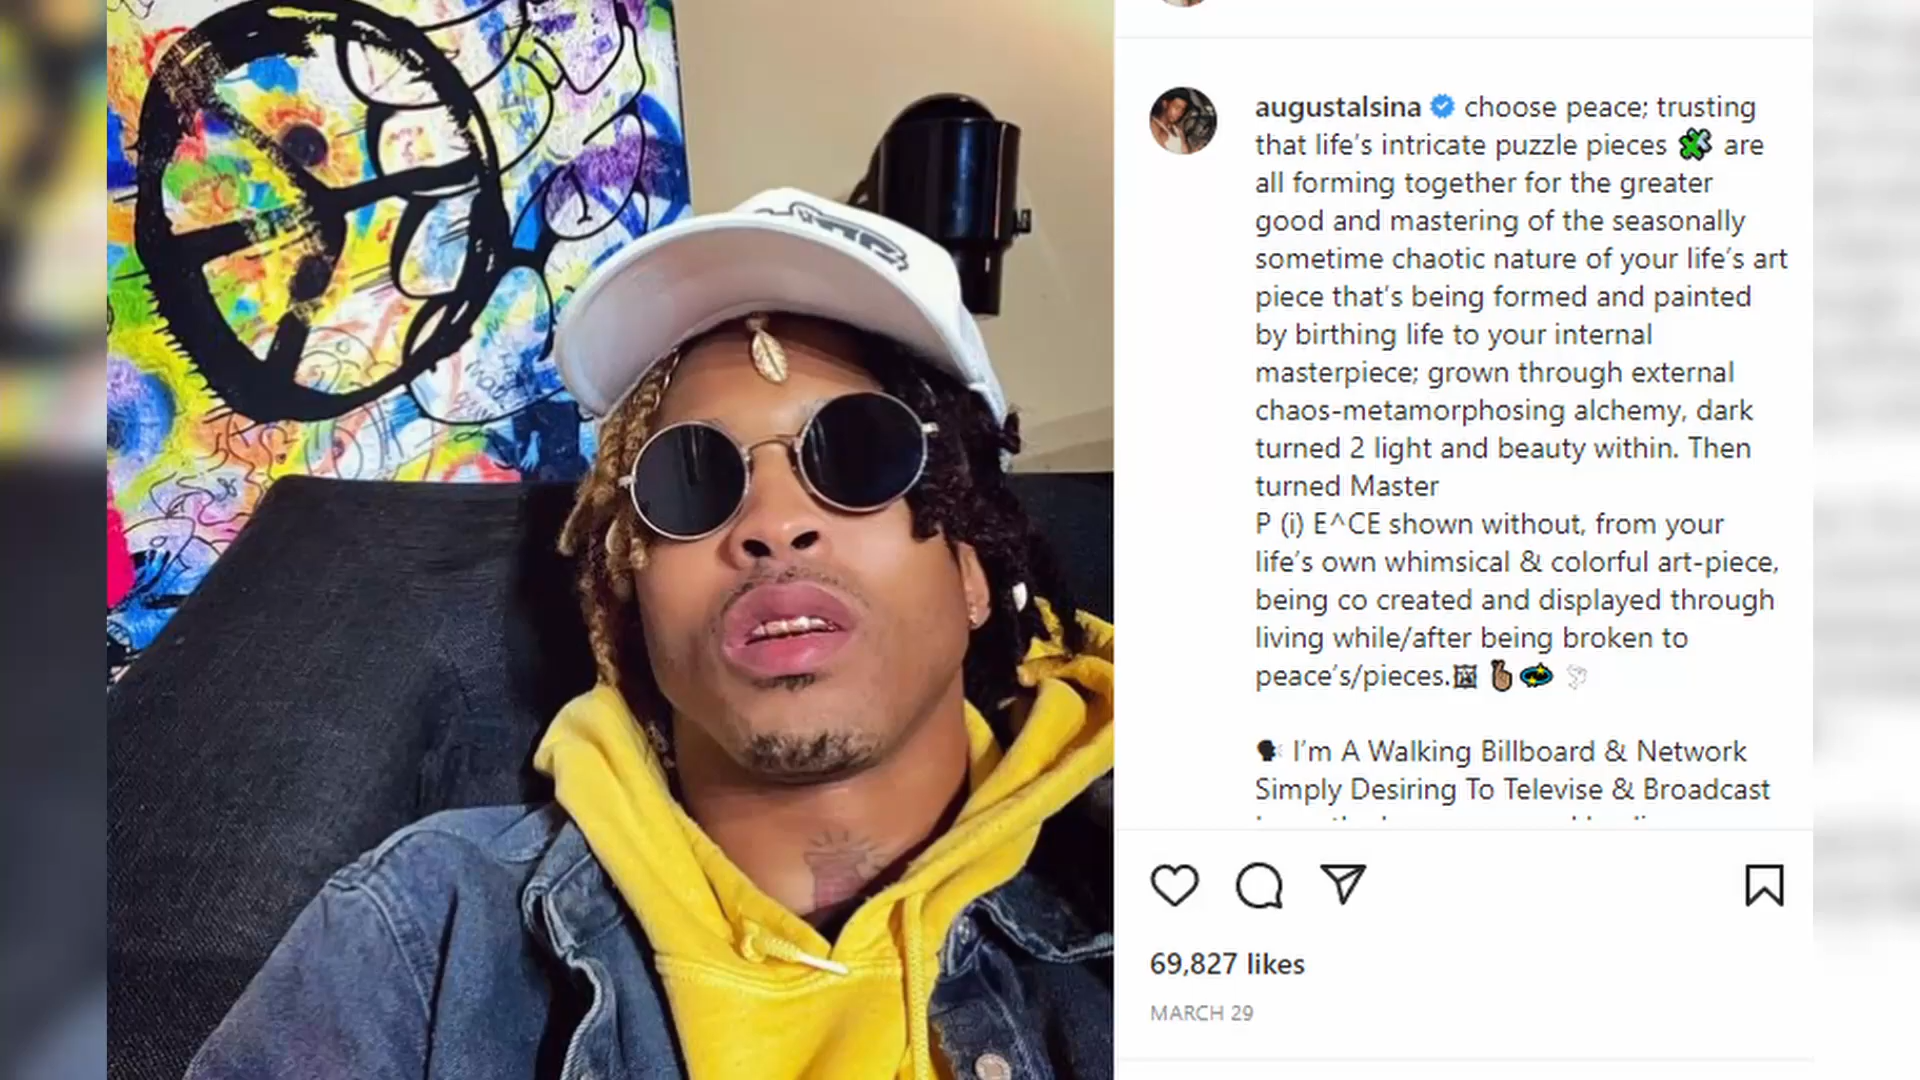 augustalsina choose peace; trusting
that life's intricate puzzle pieces 🧩 are
all forming together for the greater
good and mastering of the seasonally
sometime chaotic nature of your life's art
piece that's being formed and painted
by birthing life to your internal
masterpiece; grown through external
chaos-metamorphosing alchemy, dark
turned 2 light and beauty within. Then
turned Master
P (i) E^CE shown without, from your
life's own whimsical & colorful art-piece,
being co created and displayed through
living while/after being broken to
peace's/pieces.🖼 🫰🏾💫 🕊
🗣 I'm A Walking Billboard & Network
Simply Desiring To Televise & Broadcast
69,827 likes
MARCH 29